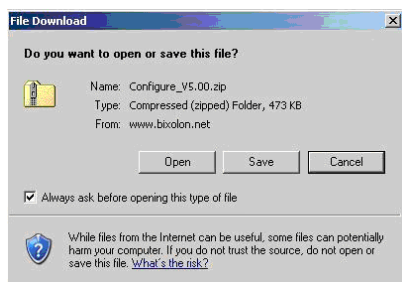 File Download
Do you want to open or save this file?
Name: Configure_V5.00.zip
Type: Compressed (zipped) Folder, 473 KB
From: www.bixolon.net
Open Save Cancel
Always ask before opening this type of file
While files from the Internet can be useful, some files can potentially
harm your computer. If you do not trust the source, do not open or
save this file. What's the risk?